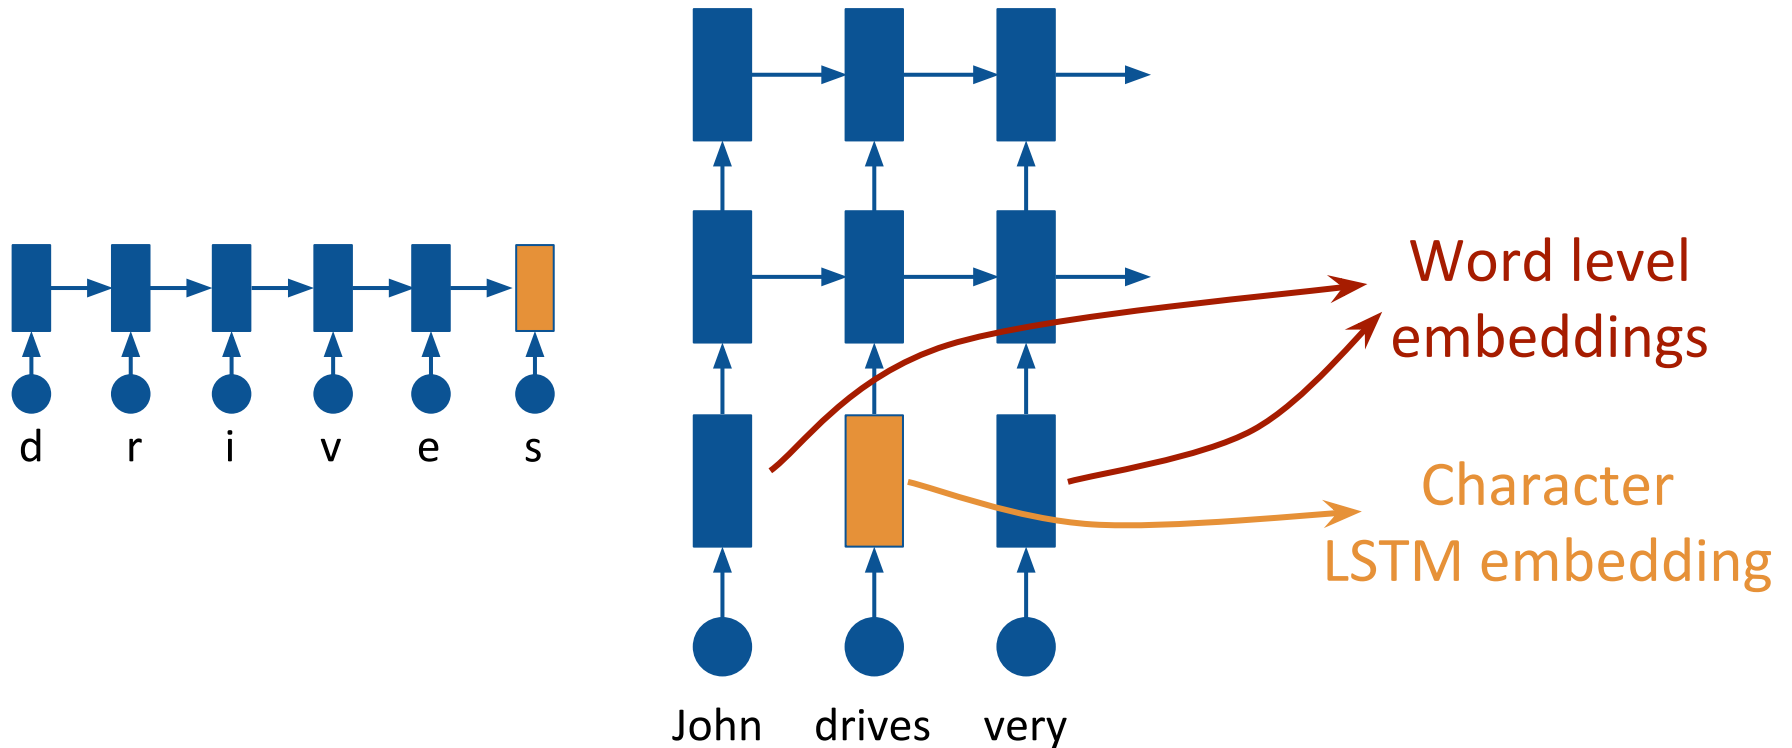 d r i v e s
John drives very
Word level
embeddings
Character
LSTM embedding